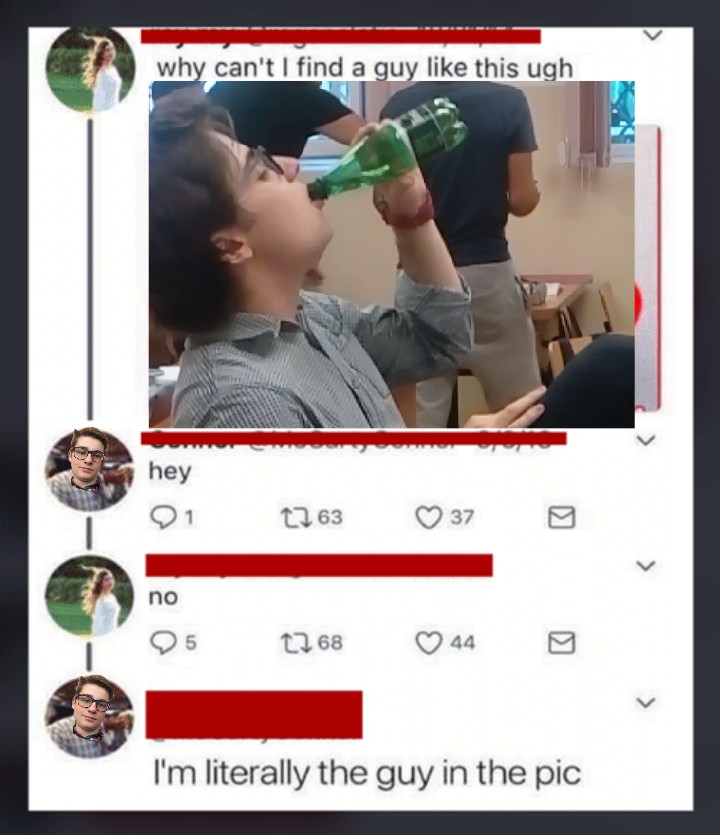 why can't I find a guy like this ugh
hey
1 63 37
no
5 68 44
I'm literally the guy in the pic